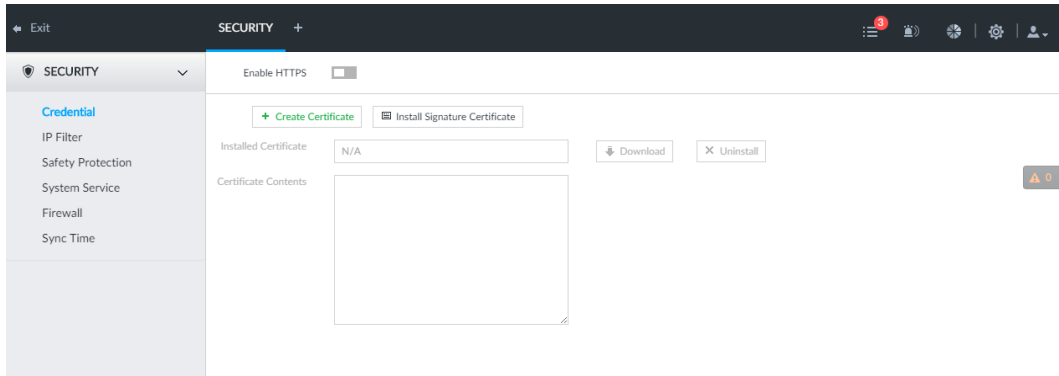 Exit
SECURITY +
3
SECURITY
Enable HTTPS
Credential
IP Filter
Safety Protection
System Service
Firewall
Sync Time
+ Create Certificate
Install Signature Certificate
Installed Certificate
N/A
Download
Uninstall
Certificate Contents
0